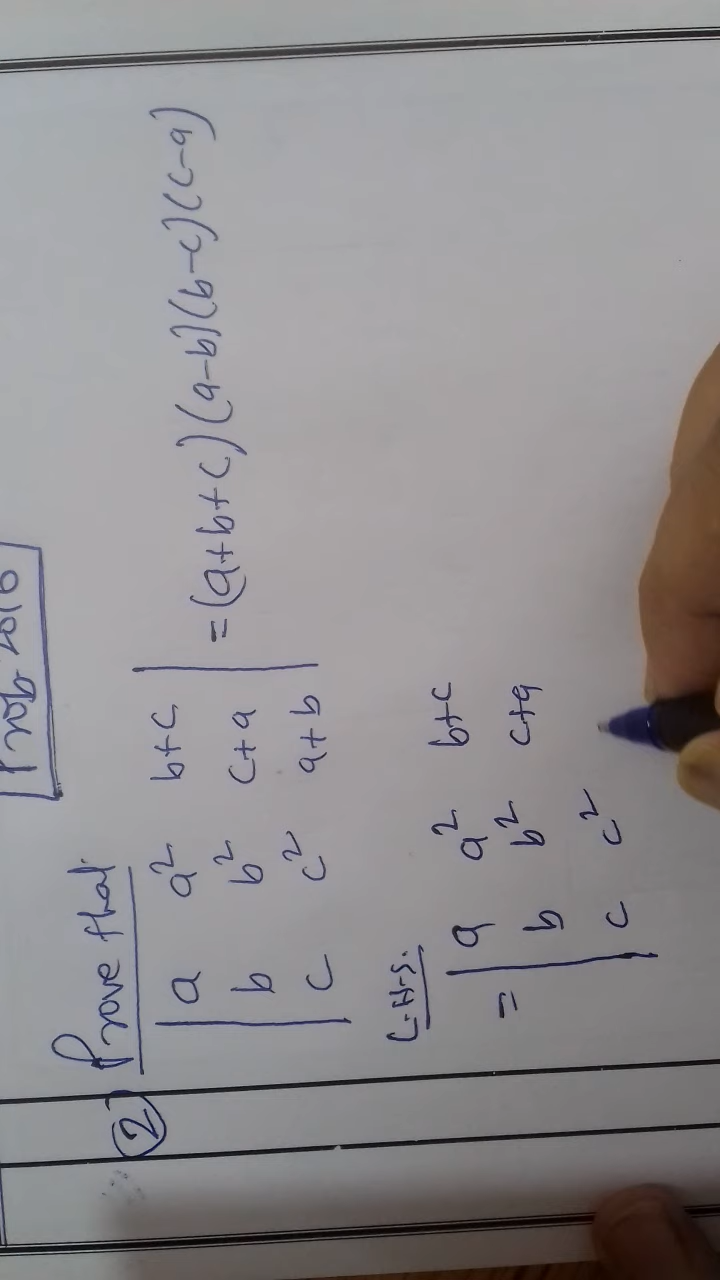 Prob 2016
② Prove that
| a a² b+c |
| b b² c+a | = (a+b+c)(a-b)(b-c)(c-a)
| c c² a+b |
L.H.S.
| a a² b+c
= | b b² c+a
| c c²